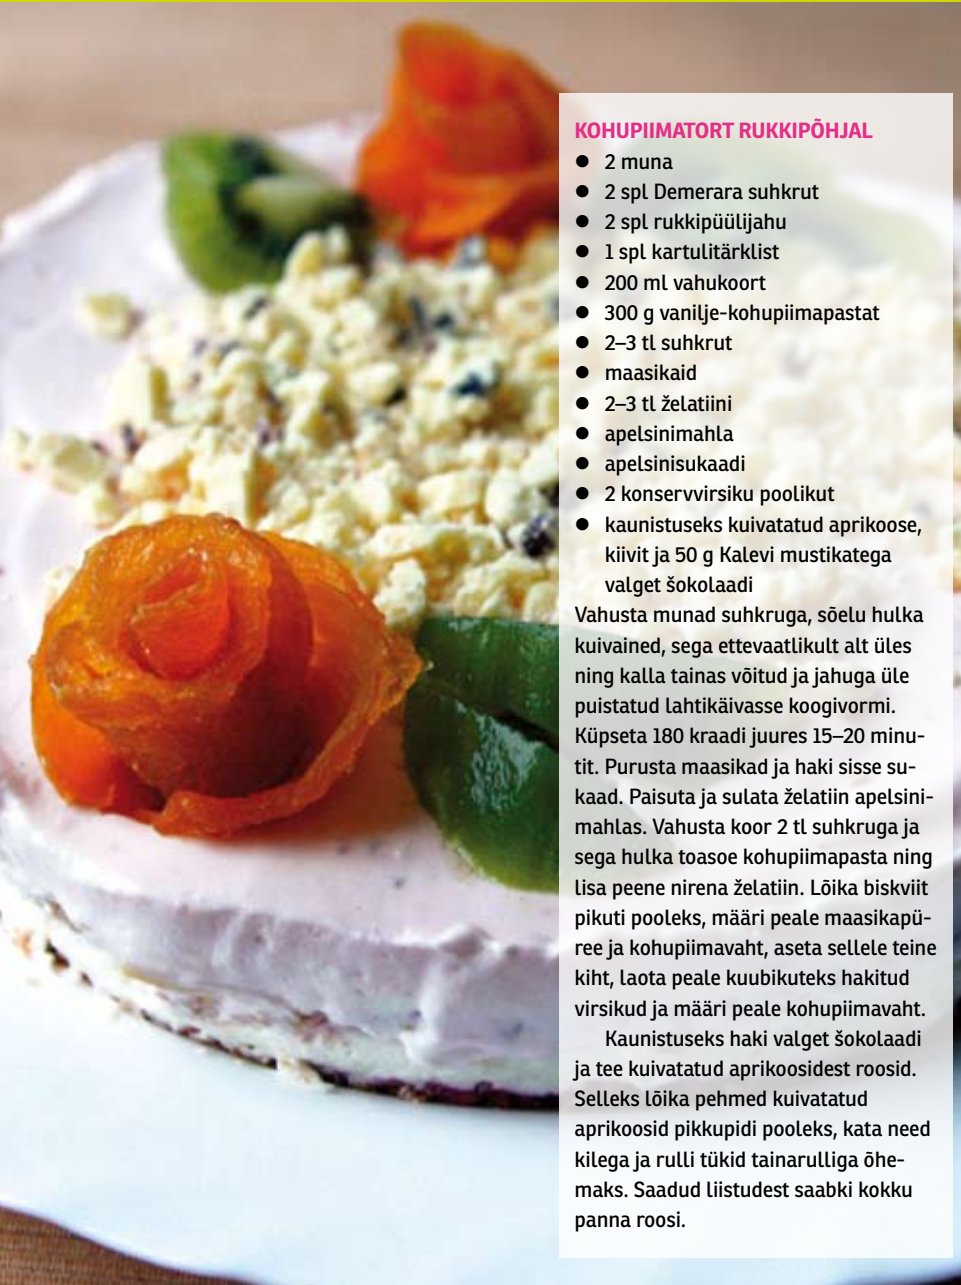 KOHUPIIMATORT RUKKIPÕHJAL
● 2 muna
● 2 spl Demerara suhkrut
● 2 spl rukkipüülijahu
● 1 spl kartulitärklist
● 200 ml vahukoort
● 300 g vanilje-kohupiimapastat
● 2–3 tl suhkrut
● maasikaid
● 2–3 tl želatiini
● apelsinimahla
● apelsinisukaadi
● 2 konservvirsiku poolikut
● kaunistuseks kuivatatud aprikoose,
kiivit ja 50 g Kalevi mustikatega
valget šokolaadi
Vahusta munad suhkruga, sõelu hulka
kuivained, sega ettevaatlikult alt üles
ning kalla tainas võitud ja jahuga üle
puistatud lahtikäivasse koogivormi.
Küpseta 180 kraadi juures 15–20 minu-
tit. Purusta maasikad ja haki sisse su-
kaad. Paisuta ja sulata želatiin apelsini-
mahlas. Vahusta koor 2 tl suhkruga ja
sega hulka toasoe kohupiimapasta ning
lisa peene nirena želatiin. Lõika biskviit
pikuti pooleks, määri peale maasikapü-
ree ja kohupiimavaht, aseta sellele teine
kiht, laota peale kuubikuteks hakitud
virsikud ja määri peale kohupiimavaht.
Kaunistuseks haki valget šokolaadi
ja tee kuivatatud aprikoosidest roosid.
Selleks lõika pehmed kuivatatud
aprikoosid pikkupidi pooleks, kata need
kilega ja rulli tükid tainarulliga õhe-
maks. Saadud liistudest saabki kokku
panna roosi.